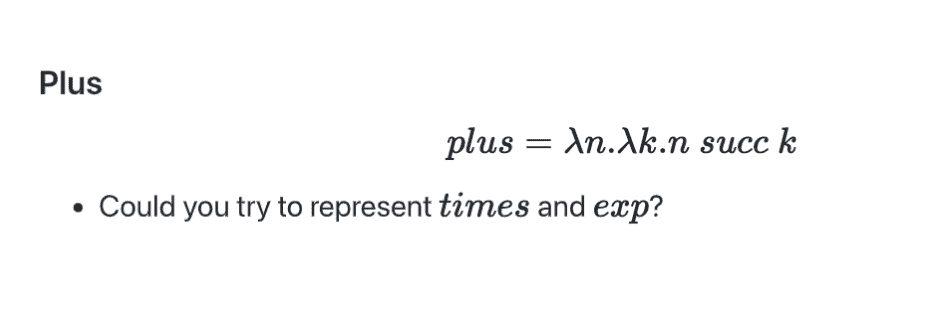 Plus
plus = λn.λk.n succ k
• Could you try to represent times and exp?